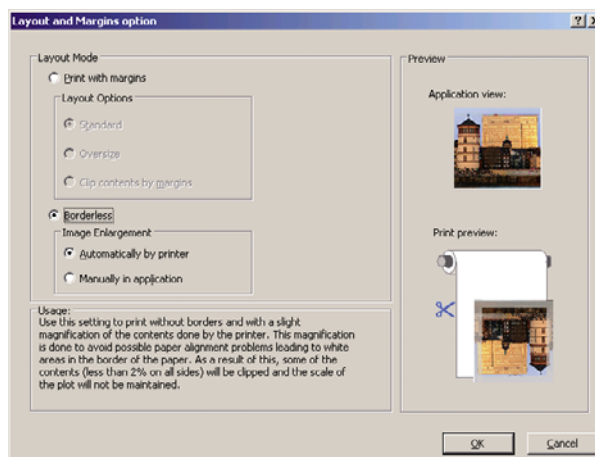 Layout and Margins option
Layout Mode
Print with margins
Layout Options
Standard
Oversize
Clip contents by margins
Borderless
Image Enlargement
Automatically by printer
Manually in application
Usage:
Use this setting to print without borders and with a slight
magnification of the contents done by the printer. This magnification
is done to avoid possible paper alignment problems leading to white
areas in the border of the paper. As a result of this, some of the
contents (less than 2% on all sides) will be clipped and the scale of
the plot will not be maintained.
Preview
Application view:
Print preview:
OK
Cancel